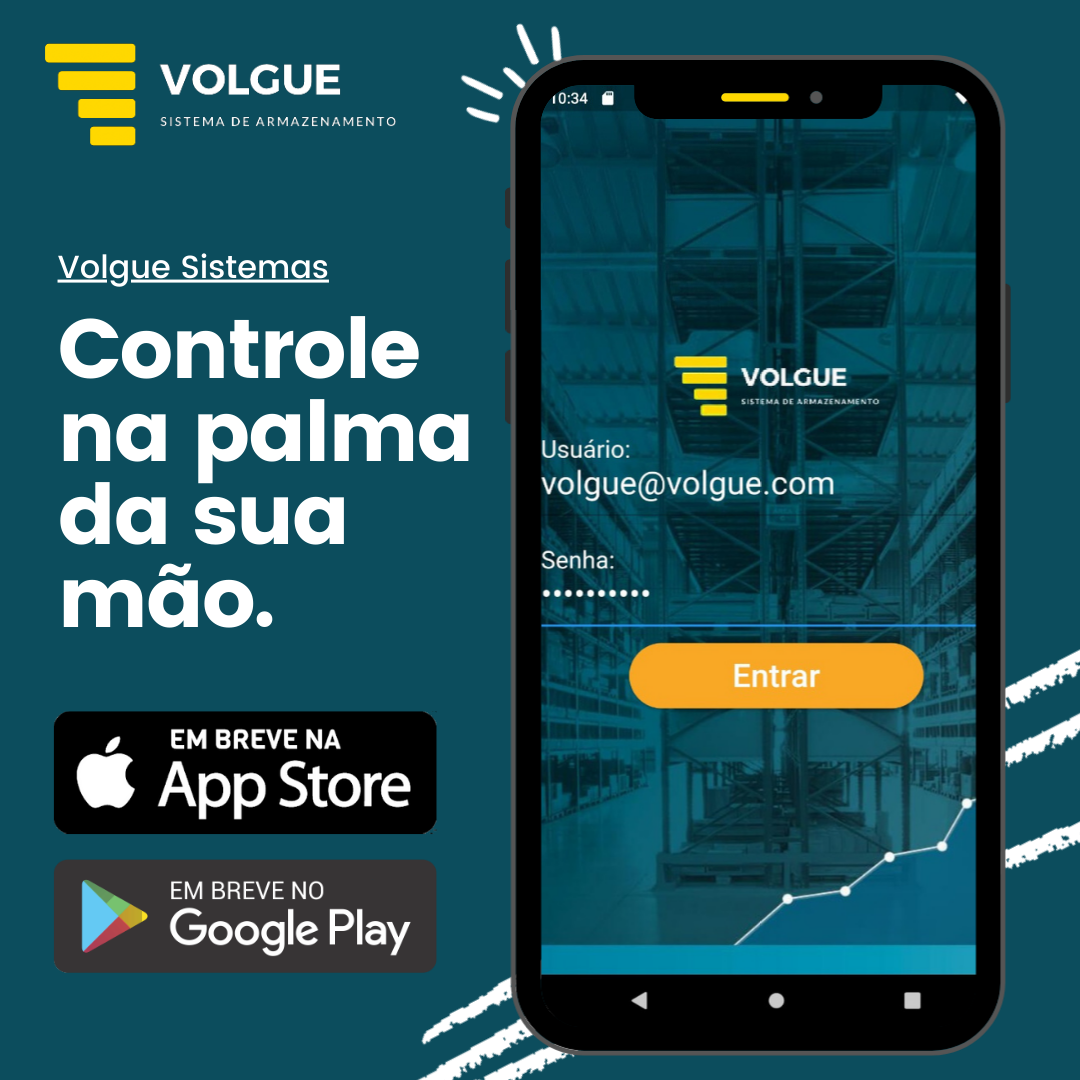 VOLGUE
SISTEMA DE ARMAZENAMENTO
Volgue Sistemas
Controle
na palma
da sua
mão.
EM BREVE NA
App Store
EM BREVE NO
Google Play
10:34
VOLGUE
SISTEMA DE ARMAZENAMENTO
Usuário:
volgue@volgue.com
Senha:
••••••••••
Entrar